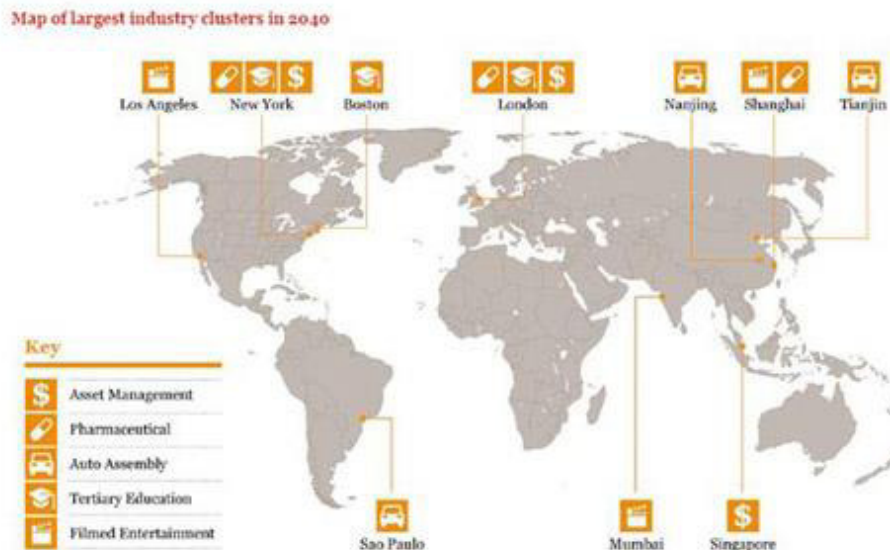 Map of largest industry clusters in 2040
Los Angeles
New York
Boston
London
Nanjing
Shanghai
Tianjin
Key
$ Asset Management
Pharmaceutical
Auto Assembly
Tertiary Education
Filmed Entertainment
Sao Paulo
Mumbai
$ Singapore